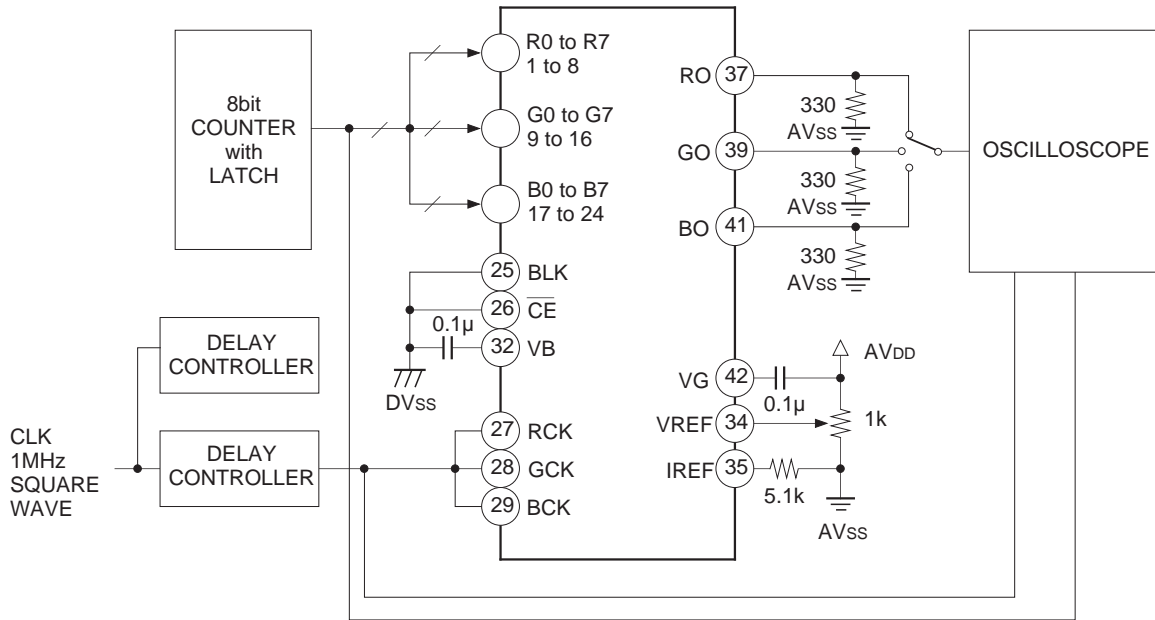 8bit
COUNTER
with
LATCH
R0 to R7
1 to 8
G0 to G7
9 to 16
B0 to B7
17 to 24
25
BLK
26
CE
0.1µ
32
VB
DVss
DELAY
CONTROLLER
CLK
1MHz
SQUARE
WAVE
DELAY
CONTROLLER
27
RCK
28
GCK
29
BCK
RO
37
330
AVss
GO
39
330
AVss
BO
41
330
AVss
OSCILLOSCOPE
AVDD
VG
42
0.1µ
VREF
34
1k
IREF
35
5.1k
AVss